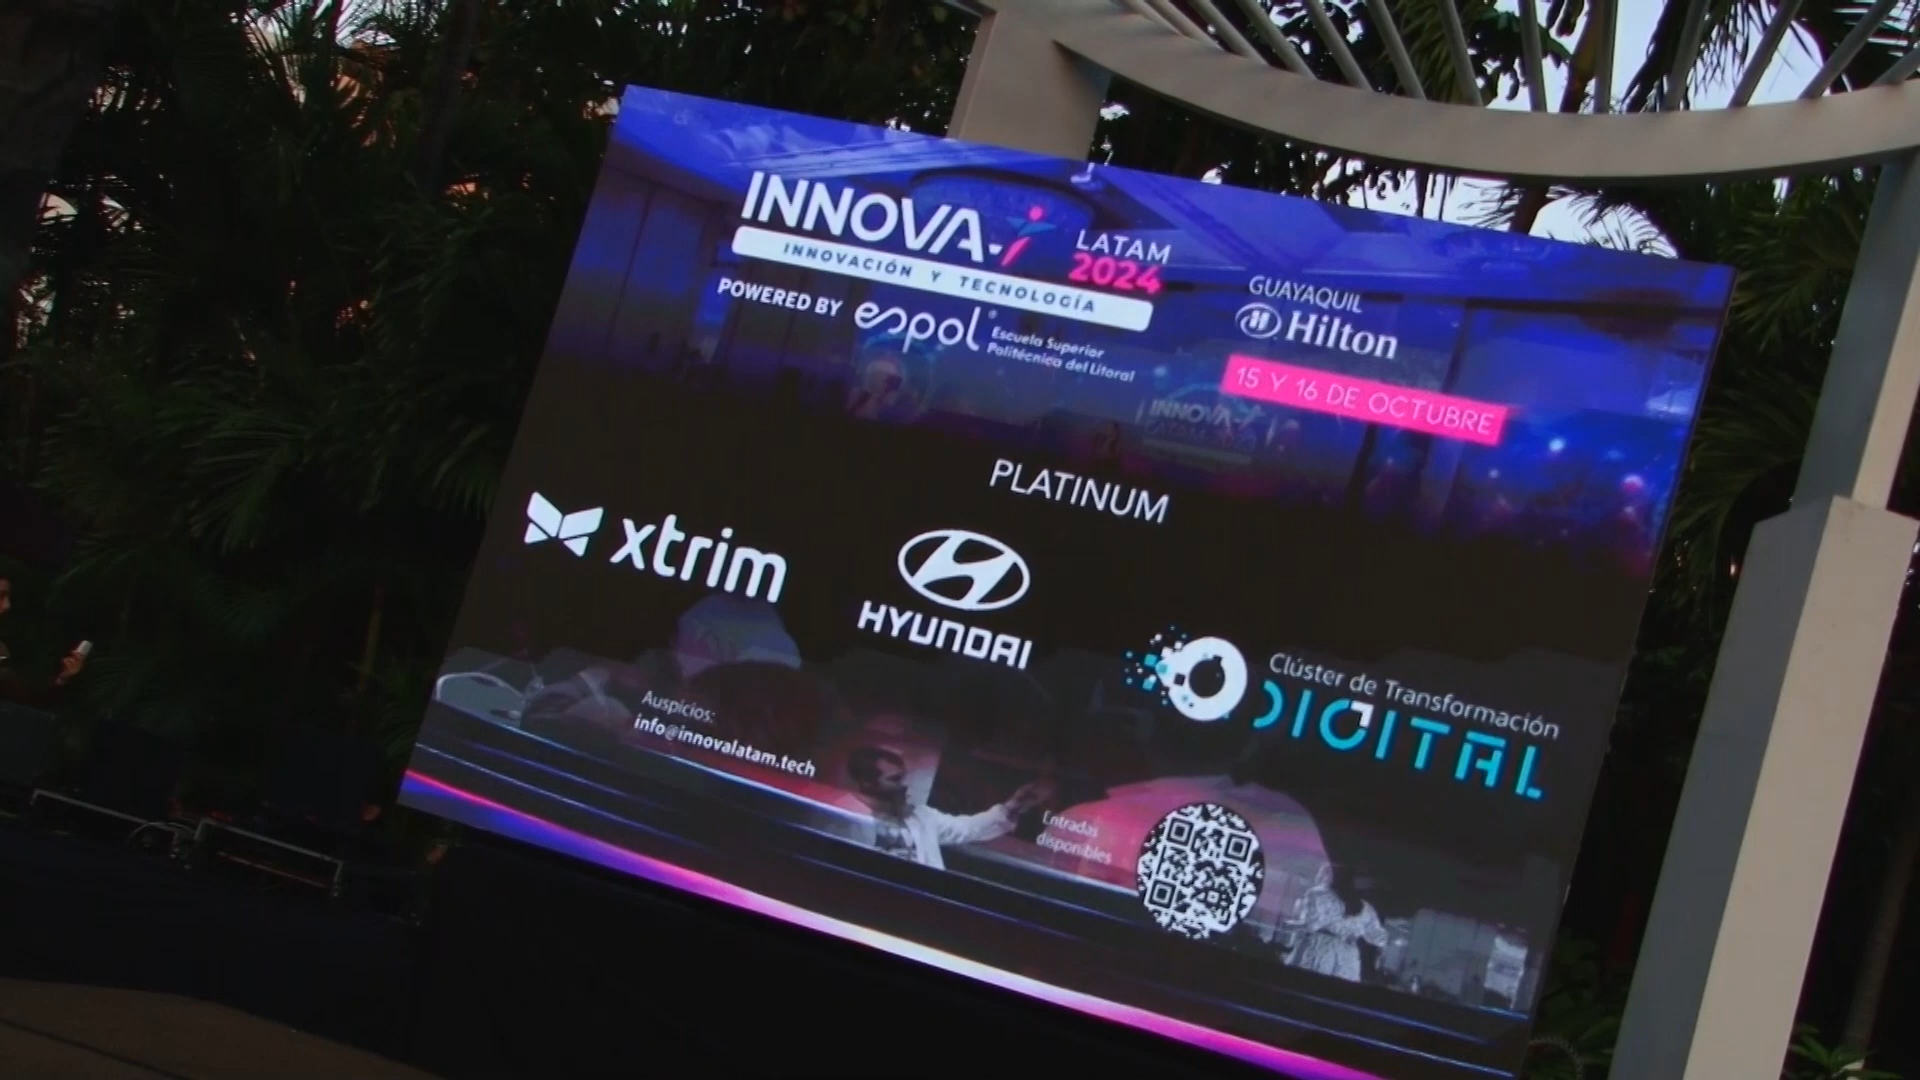 INNOVA-i
LATAM
2024
INNOVACIÓN Y TECNOLOGÍA
POWERED BY espol
Escuela Superior
Politécnica del Litoral
GUAYAQUIL
Hilton
15 Y 16 DE OCTUBRE
INNOVA-i
PLATINUM
xtrim
HYUNDAI
Clúster de Transformación
DIGITAL
Auspicios:
info@innovalatam.tech
Entradas
disponibles